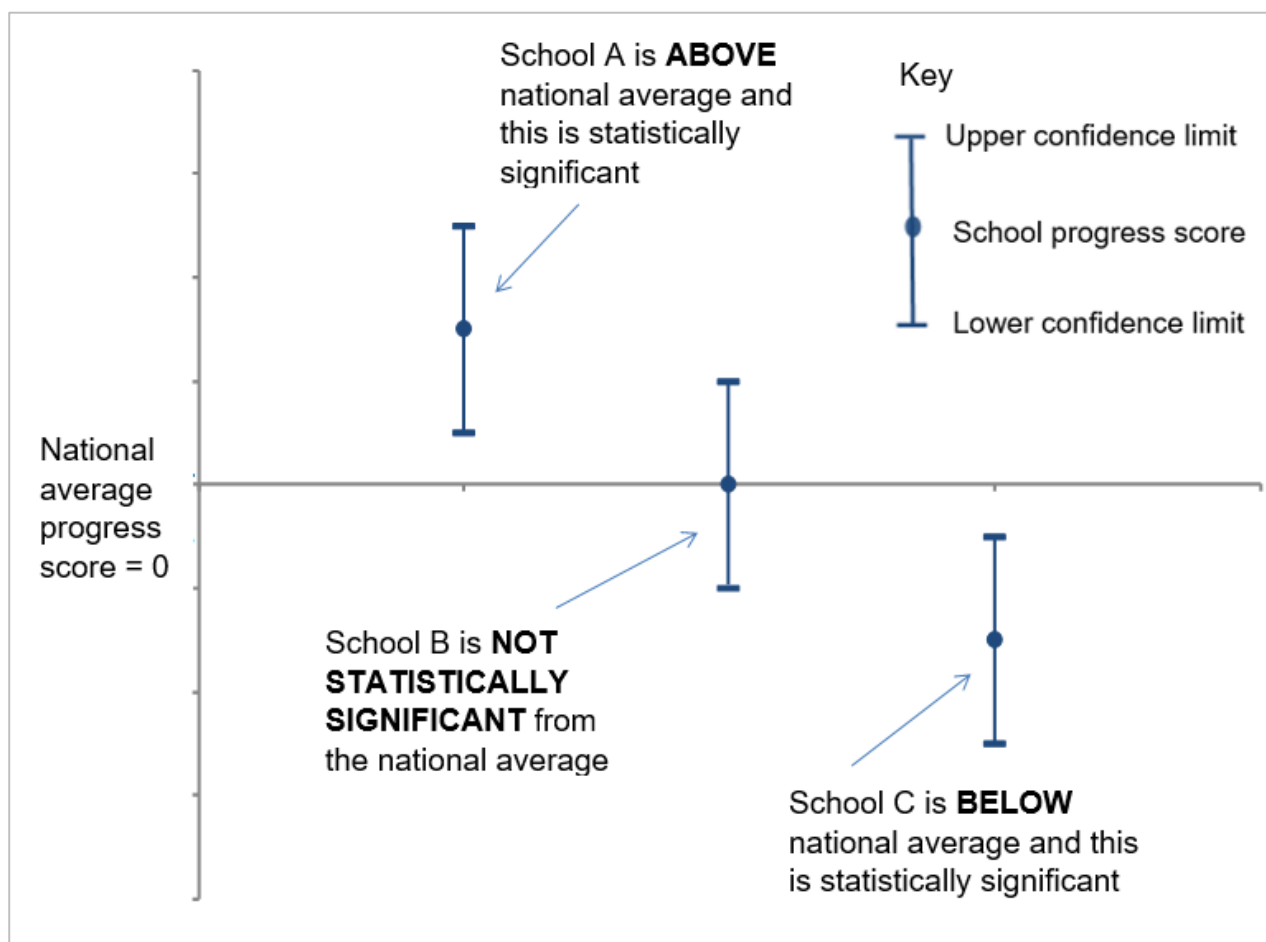 School A is ABOVE
national average and
this is statistically
significant
Key
Upper confidence limit
School progress score
Lower confidence limit
National
average
progress
score = 0
School B is NOT
STATISTICALLY
SIGNIFICANT from
the national average
School C is BELOW
national average and this
is statistically significant